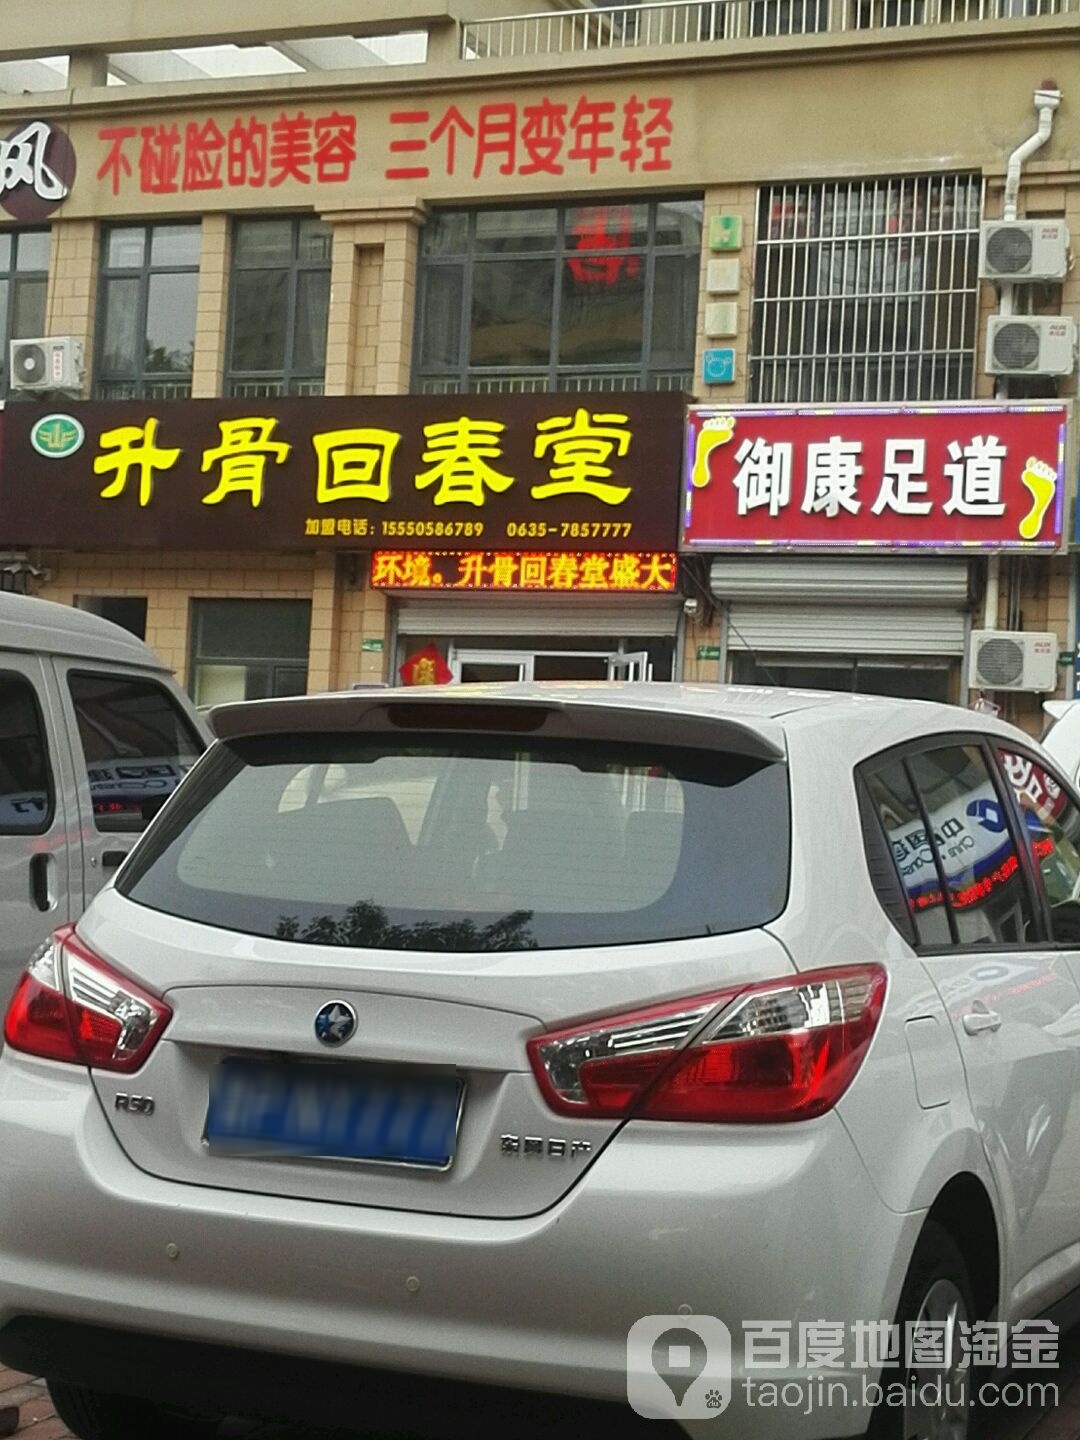 风
不碰脸的美容 三个月变年轻
升骨回春堂
加盟电话：15550586789 0635-7857777
御康足道
环境。升骨回春堂盛大
AUX
AUX
R50
东风日产
百度地图淘金
taojin.baidu.com